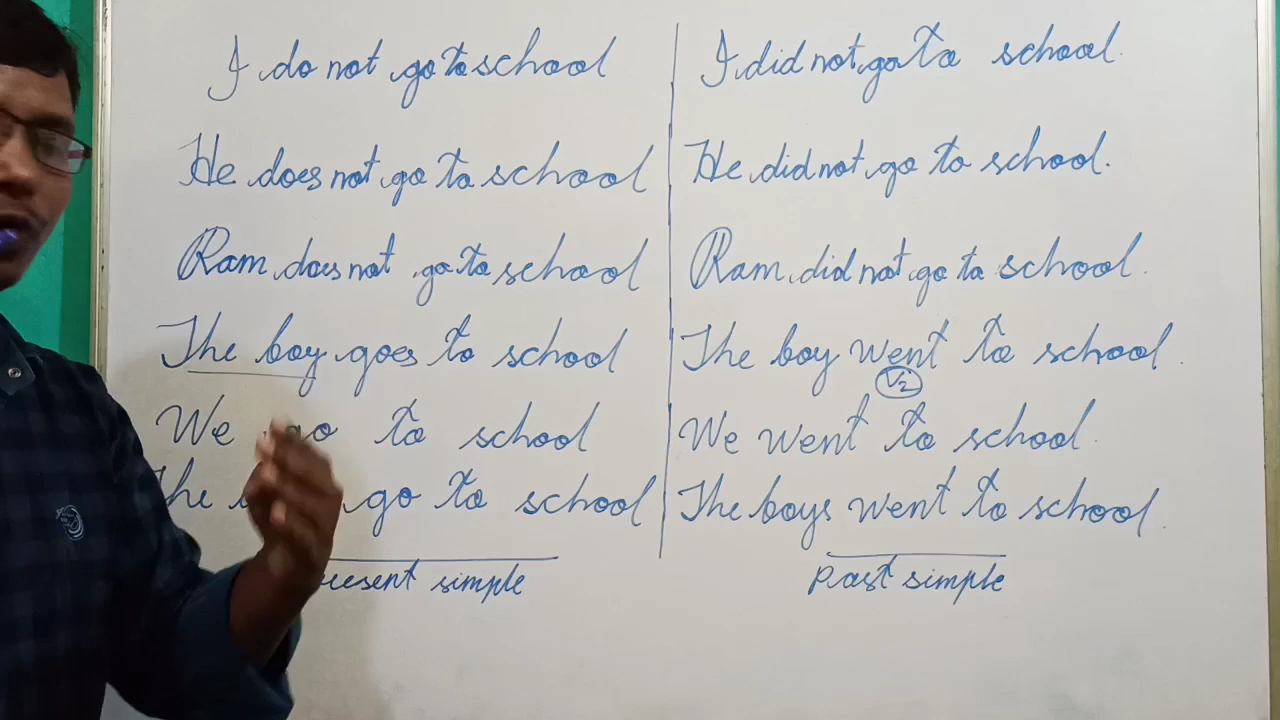 I do not go to school
He does not go to school
Ram does not go to school
The boy goes to school
We go to school
The go to school
present simple
I did not go to school.
He did not go to school.
Ram did not go to school.
The boy went to school.
V2
We went to school.
The boys went to school.
Past simple